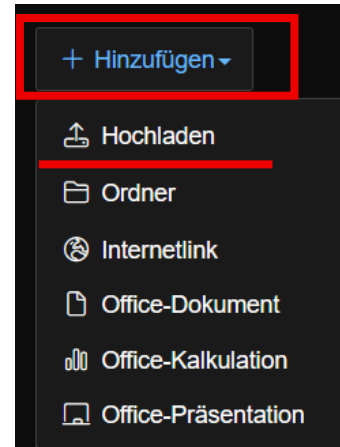 + Hinzufügen
Hochladen
Ordner
Internetlink
Office-Dokument
Office-Kalkulation
Office-Präsentation